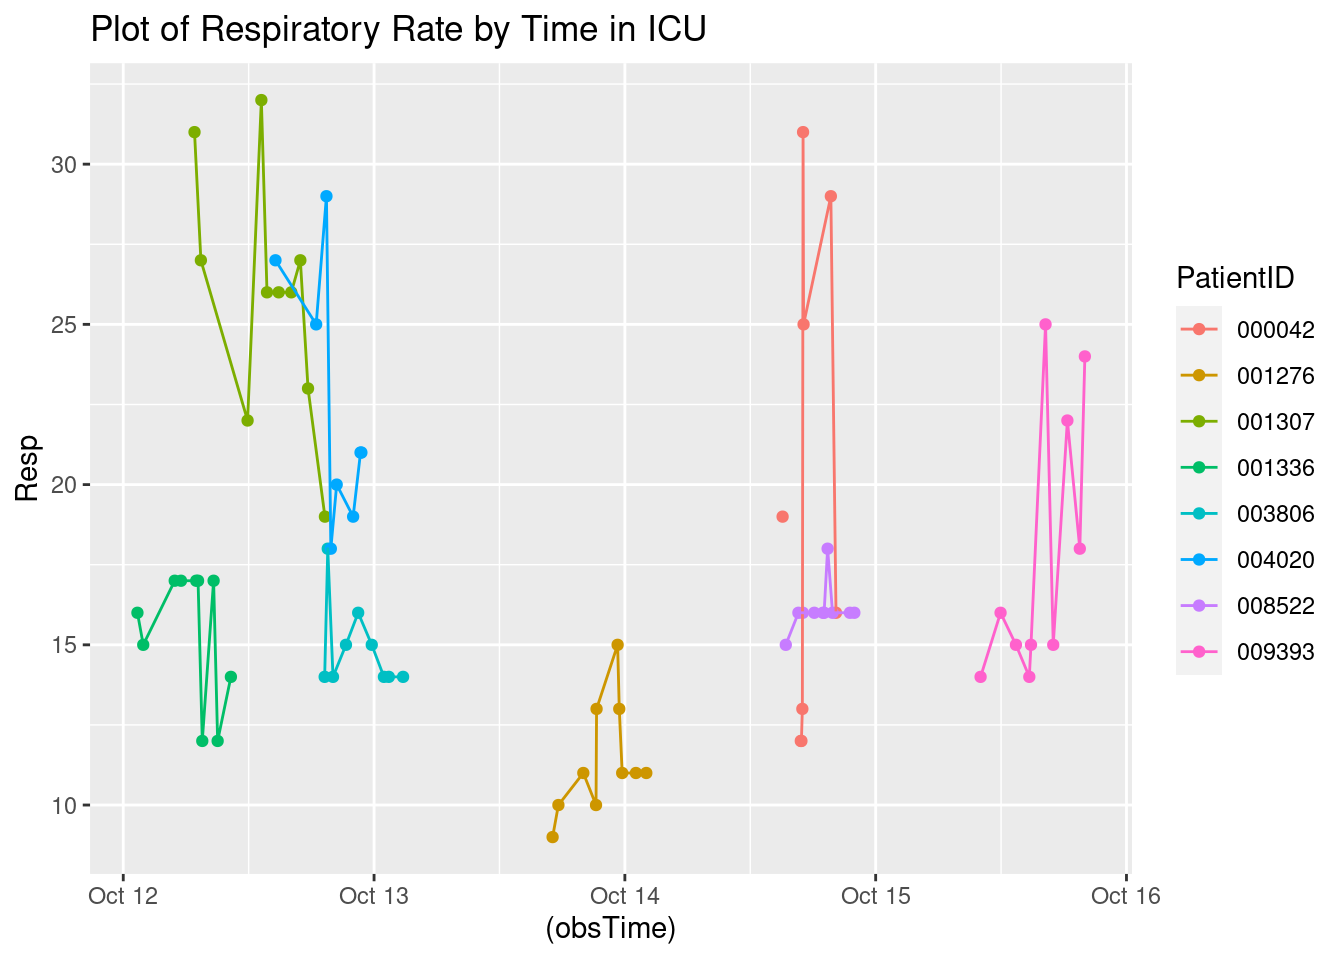 Plot of Respiratory Rate by Time in ICU
Resp
30
25
20
15
10
Oct 12
Oct 13
Oct 14
Oct 15
Oct 16
(obsTime)
PatientID
000042
001276
001307
001336
003806
004020
008522
009393